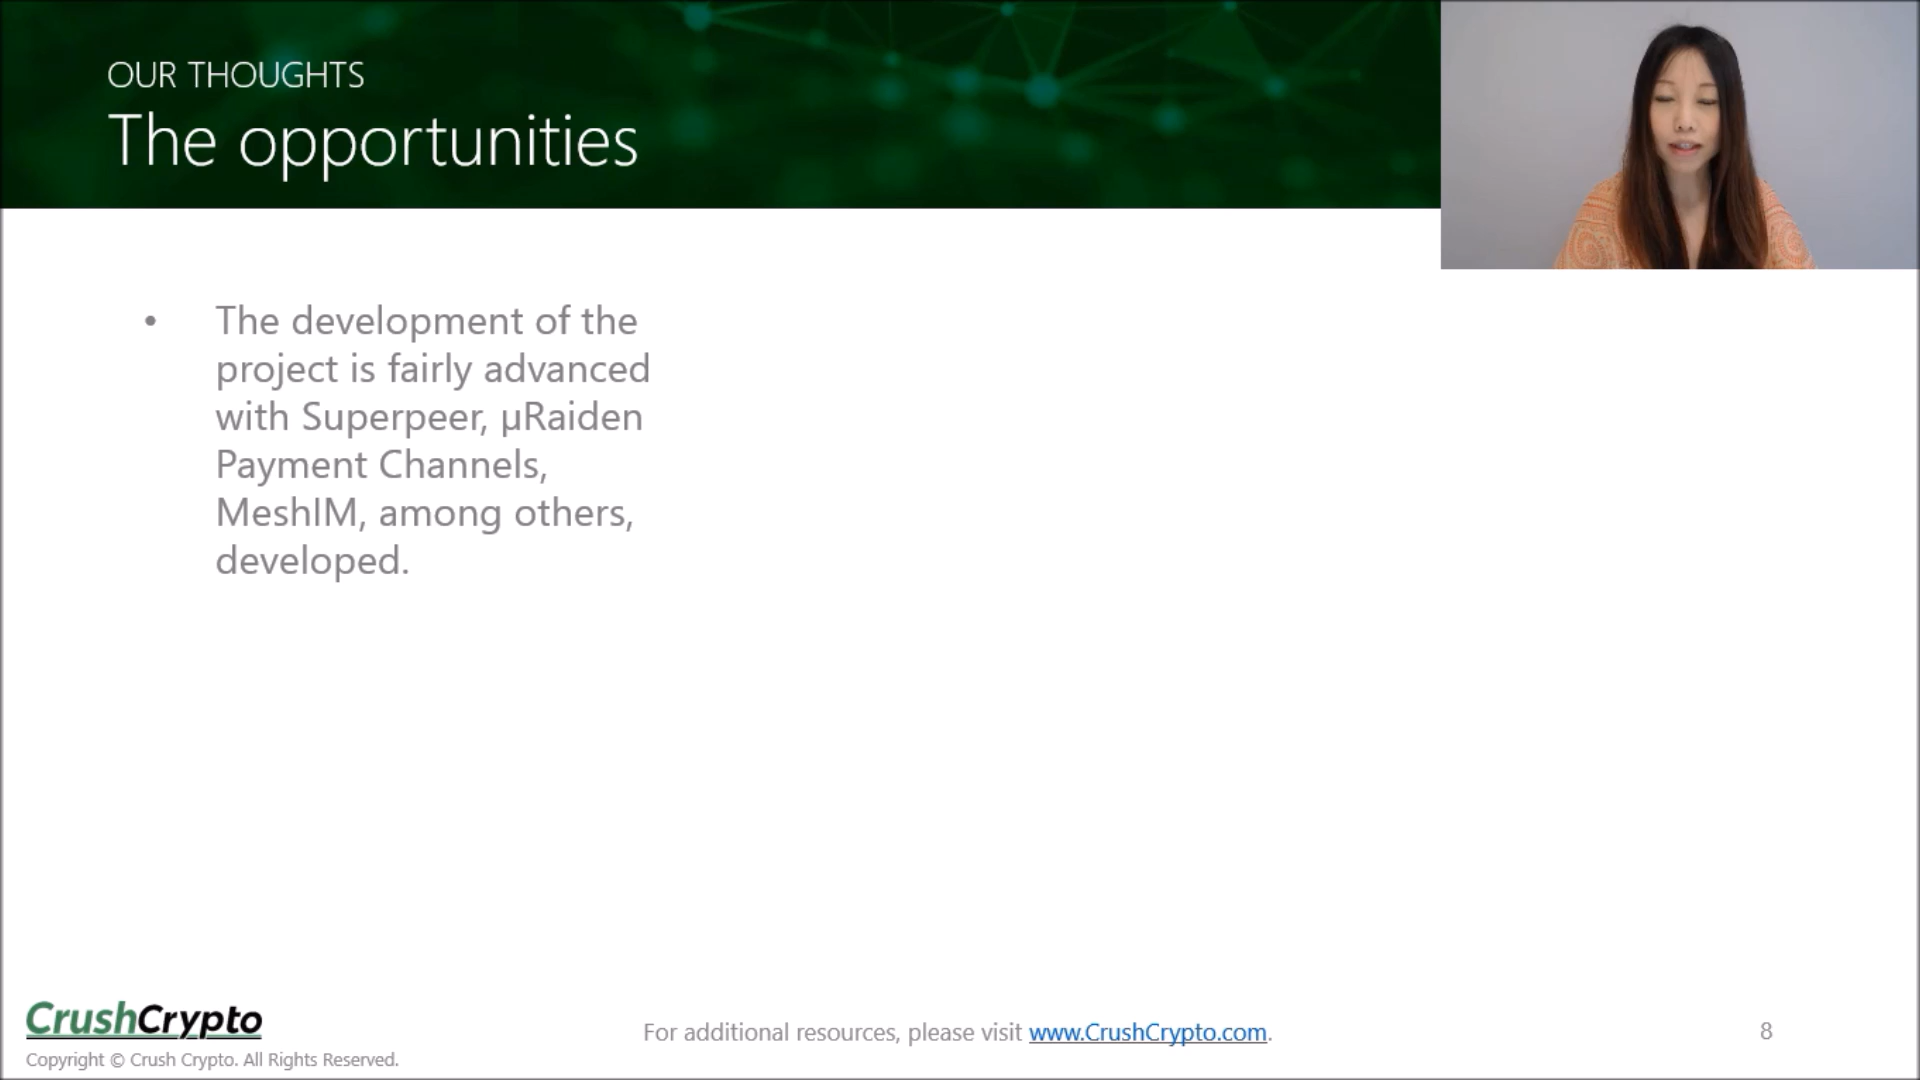 OUR THOUGHTS
The opportunities
• The development of the
project is fairly advanced
with Superpeer, µRaiden
Payment Channels,
MeshIM, among others,
developed.
CrushCrypto
Copyright © Crush Crypto. All Rights Reserved.
For additional resources, please visit www.CrushCrypto.com.
8